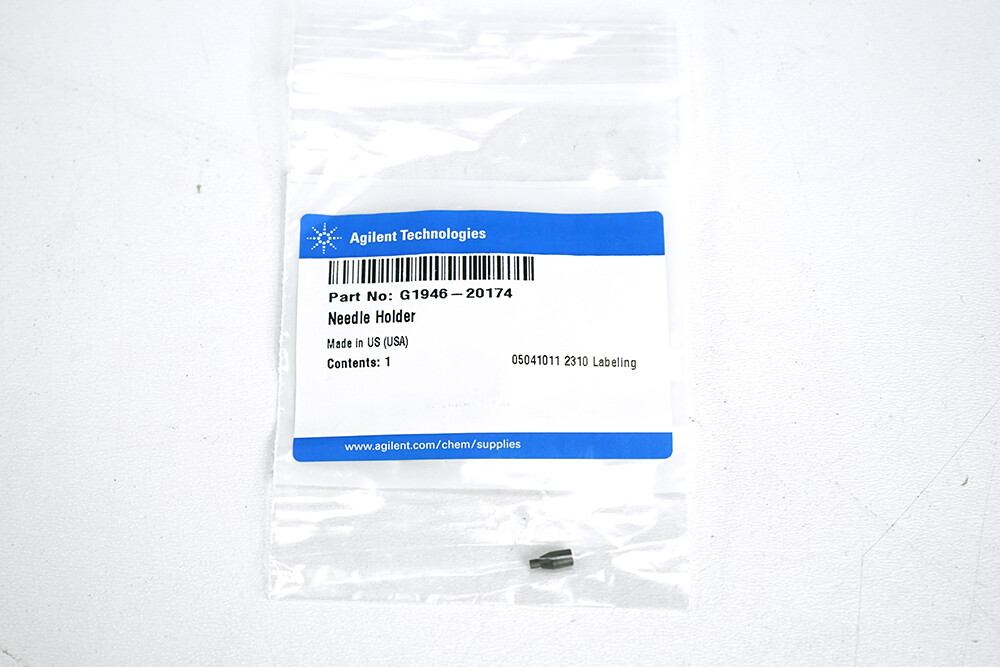 Agilent Technologies
Part No: G1946-20174
Needle Holder
Made in US (USA)
Contents: 1
05041011 2310 Labeling
www.agilent.com/chem/supplies